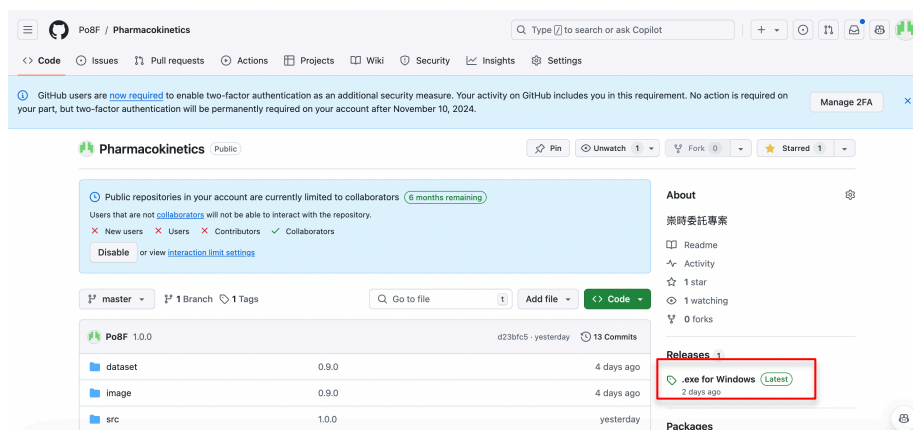 Po8F / Pharmacokinetics
Type / to search or ask Copilot
Code Issues Pull requests Actions Projects Wiki Security Insights Settings
GitHub users are now required to enable two-factor authentication as an additional security measure. Your activity on GitHub includes you in this requirement. No action is required on
your part, but two-factor authentication will be permanently required on your account after November 10, 2024.
Manage 2FA
Pharmacokinetics Public
Pin Unwatch 1 Fork 0 Starred 1
Public repositories in your account are currently limited to collaborators 6 months remaining
Users that are not collaborators will not be able to interact with the repository.
New users Users Contributors Collaborators
Disable or view interaction limit settings
master 1 Branch 1 Tags Go to file t Add file Code
Po8F 1.0.0 d23bfc5 · yesterday 13 Commits
dataset 0.9.0 4 days ago
image 0.9.0 4 days ago
src 1.0.0 yesterday
About
崇時委託專案
Readme
Activity
1 star
1 watching
0 forks
Releases 1
.exe for Windows Latest
2 days ago
Packages